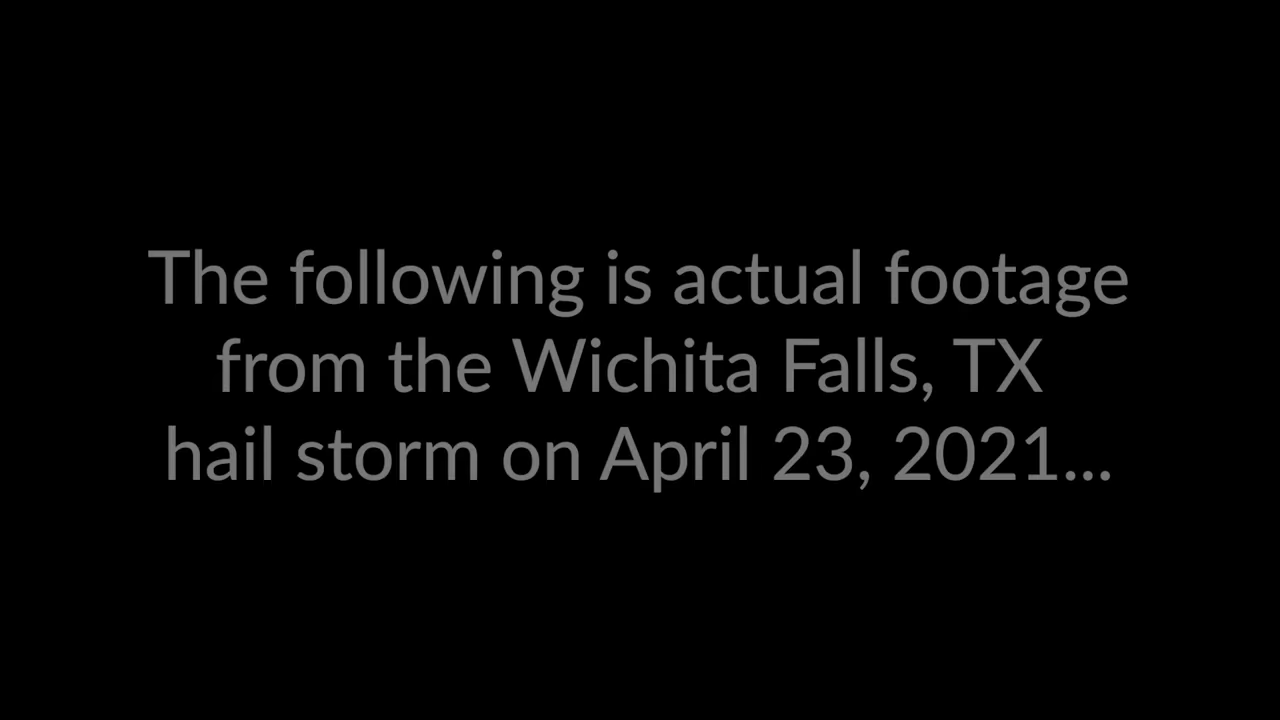 The following is actual footage
from the Wichita Falls, TX
hail storm on April 23, 2021...